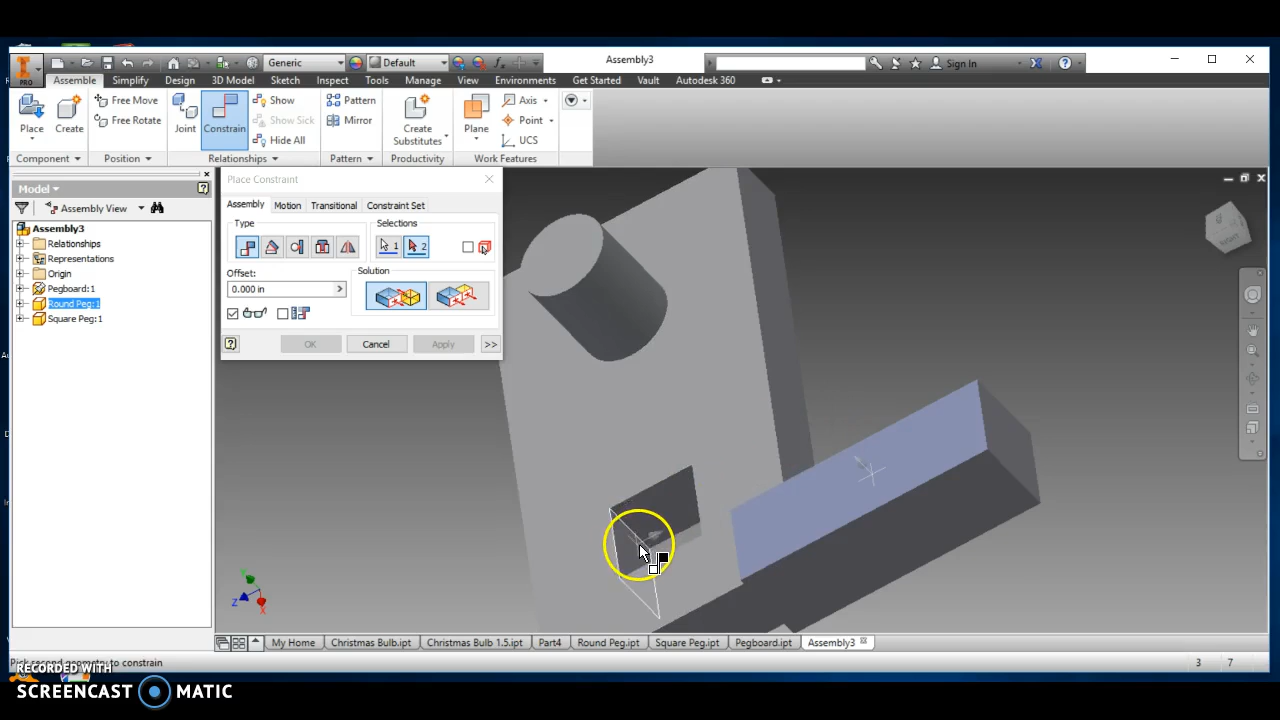 Generic
Default
fx
Assembly3
Sign In
PRO
Assemble Simplify Design 3D Model Sketch Inspect Tools Manage View Environments Get Started Vault Autodesk 360
Place Create
Free Move
Free Rotate
Joint Constrain
Show
Show Sick
Hide All
Pattern
Mirror
Create
Substitutes
Plane
Axis
Point
UCS
Component Position Relationships Pattern Productivity Work Features
Model
Assembly View
Assembly3
Relationships
Representations
Origin
Pegboard:1
Round Peg:1
Square Peg:1
Place Constraint
Assembly Motion Transitional Constraint Set
Type
Selections
1 2
Offset:
0.000 in
Solution
OK Cancel Apply >>
Y
Z
X
My Home Christmas Bulb.ipt Christmas Bulb 1.5.ipt Part4 Round Peg.ipt Square Peg.ipt Pegboard.ipt Assembly3
to constrain
3 7
RECORDED WITH
SCREENCAST MATIC